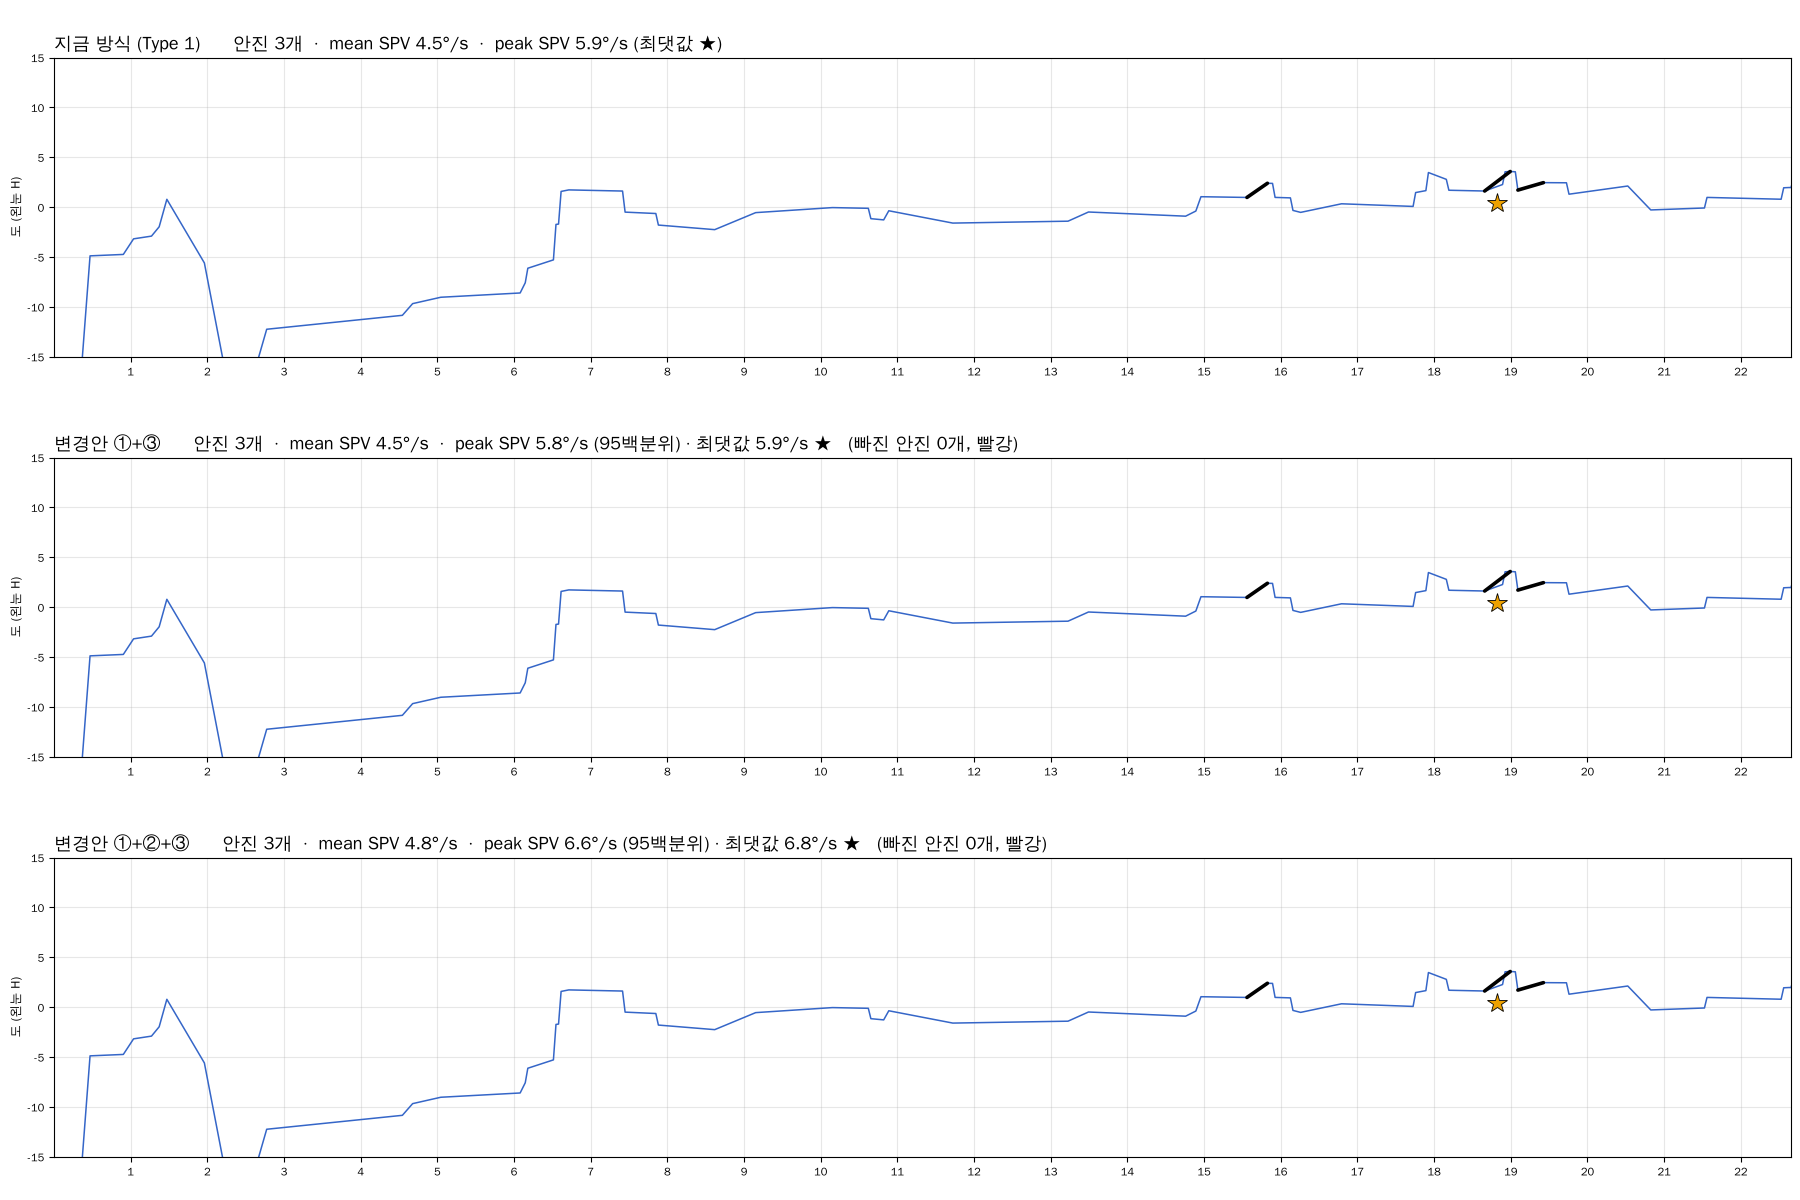 지금 방식 (Type 1) 안진 3개 · mean SPV 4.5°/s · peak SPV 5.9°/s (최댓값 ★)
15
10
5
0
-5
-10
-15
도 (왼눈 H)
1 2 3 4 5 6 7 8 9 10 11 12 13 14 15 16 17 18 19 20 21 22
변경안 ①+③ 안진 3개 · mean SPV 4.5°/s · peak SPV 5.8°/s (95백분위) · 최댓값 5.9°/s ★ (빠진 안진 0개, 빨강)
15
10
5
0
-5
-10
-15
도 (왼눈 H)
1 2 3 4 5 6 7 8 9 10 11 12 13 14 15 16 17 18 19 20 21 22
변경안 ①+②+③ 안진 3개 · mean SPV 4.8°/s · peak SPV 6.6°/s (95백분위) · 최댓값 6.8°/s ★ (빠진 안진 0개, 빨강)
15
10
5
0
-5
-10
-15
도 (왼눈 H)
1 2 3 4 5 6 7 8 9 10 11 12 13 14 15 16 17 18 19 20 21 22